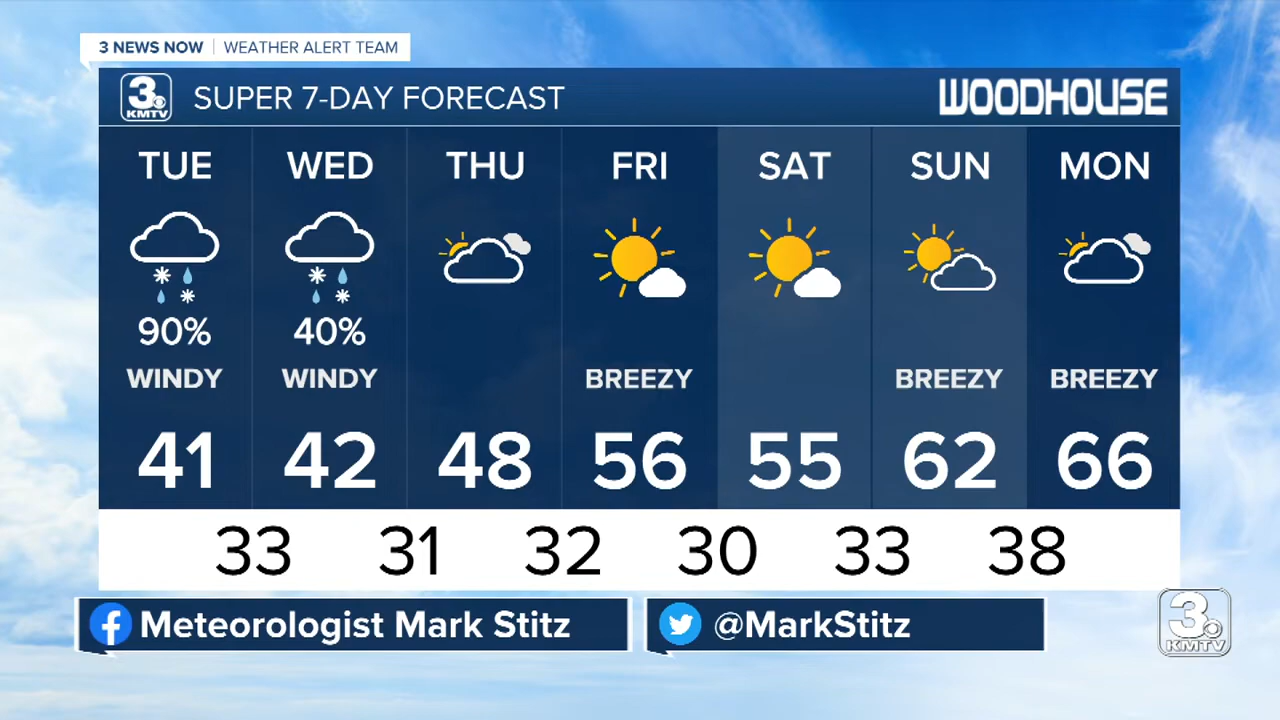 3 NEWS NOW | WEATHER ALERT TEAM
3 KMTV SUPER 7-DAY FORECAST WOODHOUSE
TUE WED THU FRI SAT SUN MON
90% 40%
WINDY WINDY BREEZY BREEZY BREEZY
41 42 48 56 55 62 66
33 31 32 30 33 38
f Meteorologist Mark Stitz @MarkStitz
3 KMTV